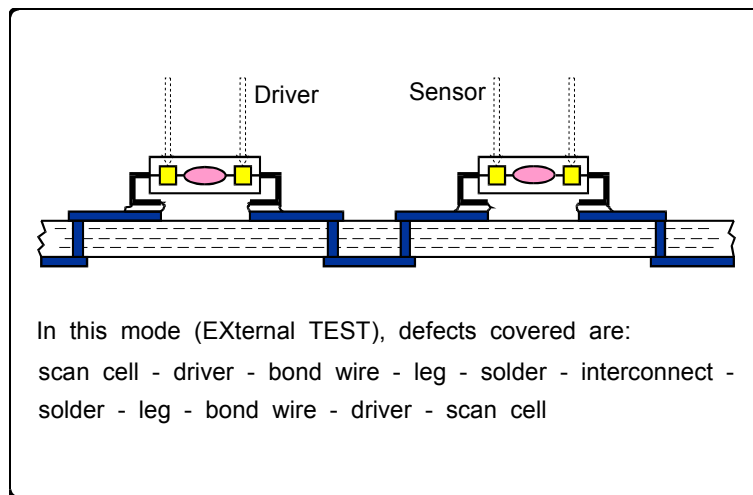 Driver
Sensor
In this mode (EXternal TEST), defects covered are:
scan cell - driver - bond wire - leg - solder - interconnect -
solder - leg - bond wire - driver - scan cell